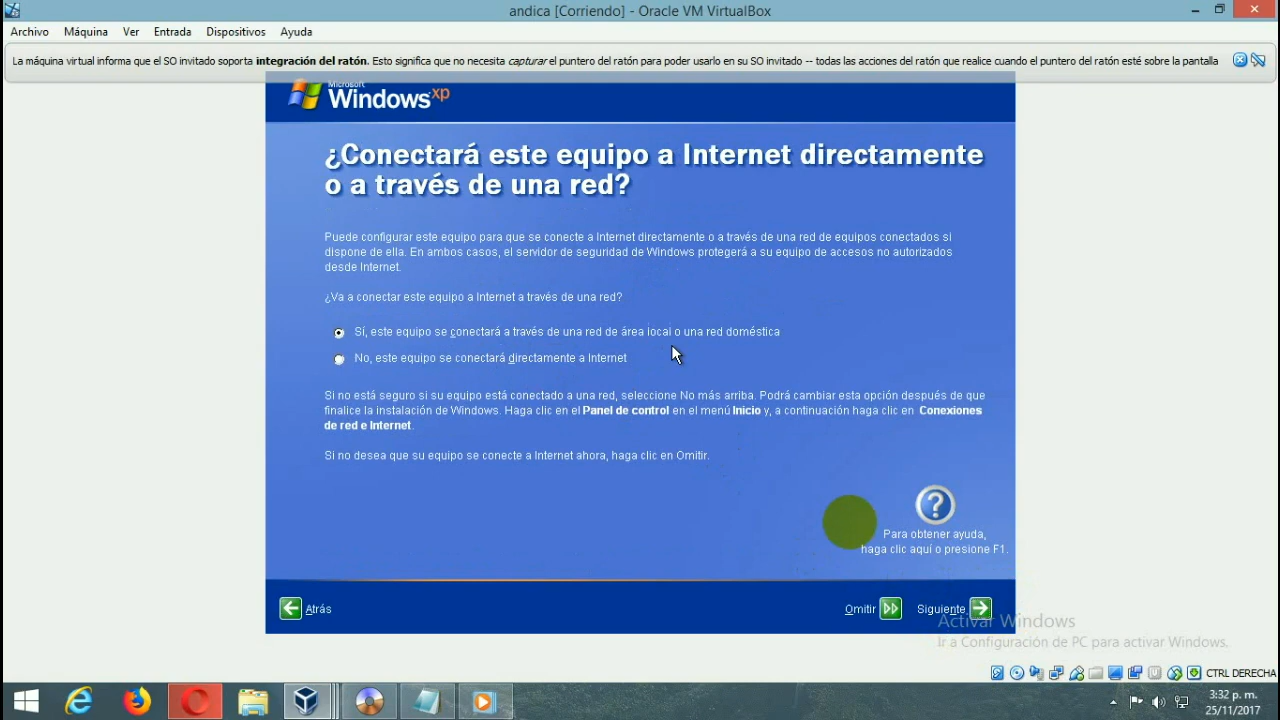 andica [Corriendo] - Oracle VM VirtualBox
Archivo Máquina Ver Entrada Dispositivos Ayuda
La máquina virtual informa que el SO invitado soporta integración del ratón. Esto significa que no necesita capturar el puntero del ratón para poder usarlo en su SO invitado -- todas las acciones del ratón que realice cuando el puntero del ratón esté sobre la pantalla
Microsoft
Windows xp
¿Conectará este equipo a Internet directamente
o a través de una red?
Puede configurar este equipo para que se conecte a Internet directamente o a través de una red de equipos conectados si
dispone de ella. En ambos casos, el servidor de seguridad de Windows protegerá a su equipo de accesos no autorizados
desde Internet.
¿Va a conectar este equipo a Internet a través de una red?
Sí, este equipo se conectará a través de una red de área local o una red doméstica
No, este equipo se conectará directamente a Internet
Si no está seguro si su equipo está conectado a una red, seleccione No más arriba. Podrá cambiar esta opción después de que
finalice la instalación de Windows. Haga clic en el Panel de control en el menú Inicio y, a continuación haga clic en Conexiones
de red e Internet.
Si no desea que su equipo se conecte a Internet ahora, haga clic en Omitir.
Para obtener ayuda,
haga clic aquí o presione F1.
Atrás Omitir Siguiente
Activar Windows
Ir a Configuración de PC para activar Windows.
CTRL DERECHA
3:32 p. m.
25/11/2017